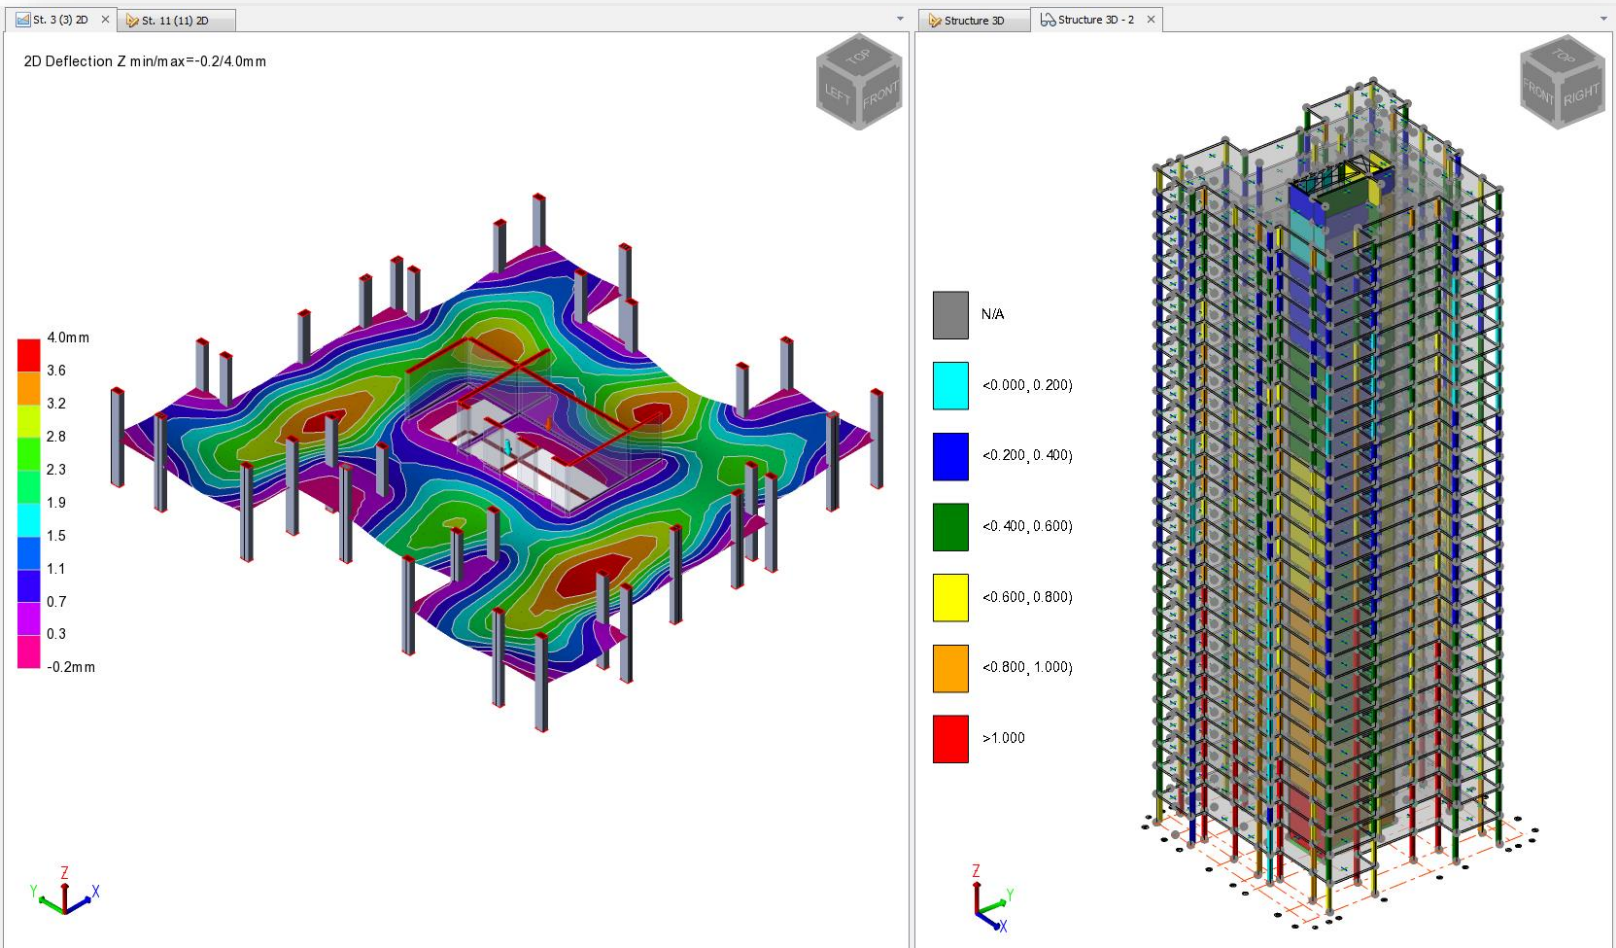 St. 3 (3) 2D
St. 11 (11) 2D
Structure 3D
Structure 3D - 2
2D Deflection Z min/max=-0.2/4.0mm
TOP
LEFT
FRONT
TOP
FRONT
RIGHT
4.0mm
3.6
3.2
2.8
2.3
1.9
1.5
1.1
0.7
0.3
-0.2mm
N/A
<0.000, 0.200)
<0.200, 0.400)
<0.400, 0.600)
<0.600, 0.800)
<0.800, 1.000)
>1.000
Z
Y
X
Z
Y
X